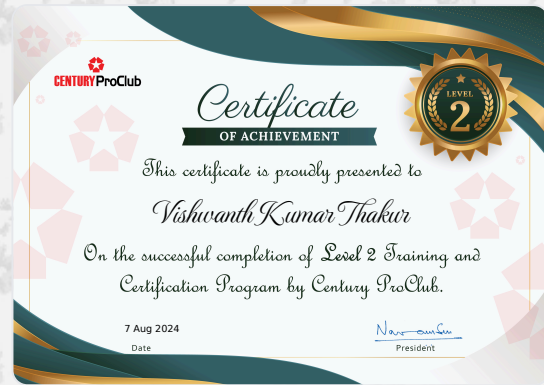 CENTURY ProClub
LEVEL
2
Certificate
OF ACHIEVEMENT
This certificate is proudly presented to
Vishwanth Kumar Thakur
On the successful completion of Level 2 Training and
Certification Program by Century ProClub.
7 Aug 2024
Date
President